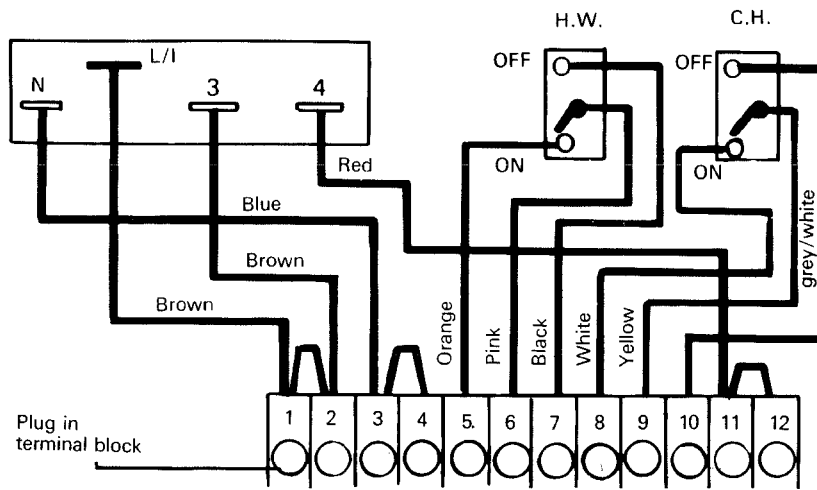 H.W.
C.H.
L/I
N
3
4
OFF
OFF
ON
ON
Red
Blue
Brown
Brown
Orange
Pink
Black
White
Yellow
grey/white
1 2 3 4 5. 6 7 8 9 10 11 12
Plug in
terminal block